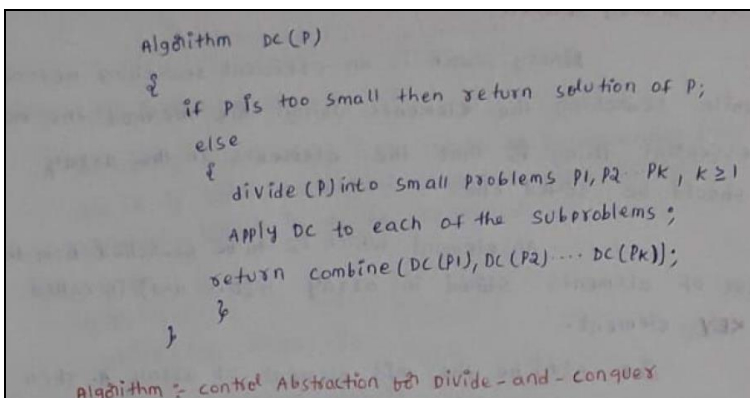 Algorithm DC(P)
{
if P is too small then return solution of P;
else
{
divide (P) into small problems P1, P2 .. Pk, k ≥ 1
Apply DC to each of the subproblems;
return combine (DC(P1), DC(P2) .... DC(Pk));
}
}
Algorithm :- control Abstraction for Divide-and-conquer